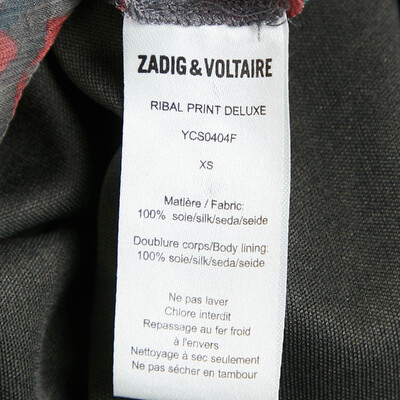 ZADIG & VOLTAIRE
RIBAL PRINT DELUXE
YCS0404F
XS
Matière / Fabric:
100% soie/silk/seda/seide
Doublure corps/Body lining:
100% soie/silk/seda/seide
Ne pas laver
Chlore interdit
Repassage au fer froid
à l'envers
Nettoyage à sec seulement
Ne pas sécher en tambour